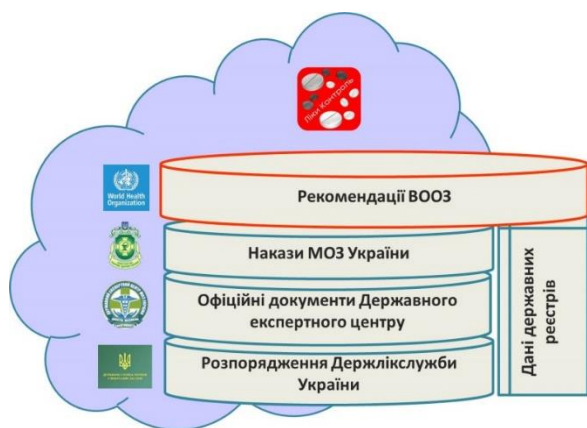 Ліки Контроль
World Health
Organization
Рекомендації ВООЗ
Накази МОЗ України
Офіційні документи Державного
експертного центру
Розпорядження Держлікслужби
України
Дані державних
реєстрів